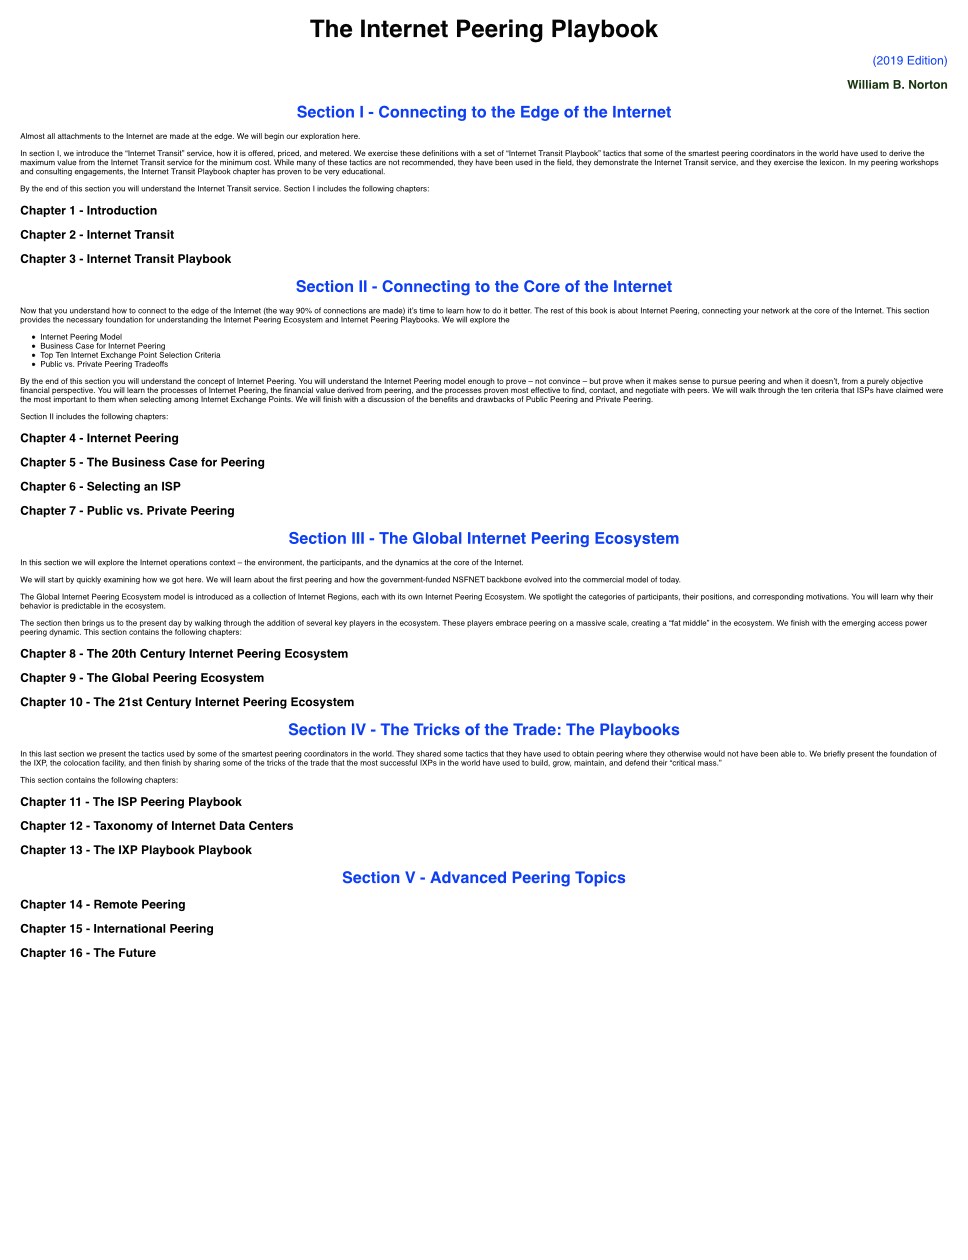 The Internet Peering Playbook
(2019 Edition)
William B. Norton
Section I - Connecting to the Edge of the Internet
Almost all attachments to the Internet are made at the edge. We will begin our exploration here.
In section I, we introduce the “Internet Transit” service, how it is offered, priced, and metered. We exercise these definitions with a set of “Internet Transit Playbook” tactics that some of the smartest peering coordinators in the world have used to derive the
maximum value from the Internet Transit service for the minimum cost. While many of these tactics are not recommended, they have been used in the field, they demonstrate the Internet Transit service, and they exercise the lexicon. In my peering workshops
and consulting engagements, the Internet Transit Playbook chapter has proven to be very educational.
By the end of this section you will understand the Internet Transit service. Section I includes the following chapters:
Chapter 1 - Introduction
Chapter 2 - Internet Transit
Chapter 3 - Internet Transit Playbook
Section II - Connecting to the Core of the Internet
Now that you understand how to connect to the edge of the Internet (the way 90% of connections are made) it’s time to learn how to do it better. The rest of this book is about Internet Peering, connecting your network at the core of the Internet. This section
provides the necessary foundation for understanding the Internet Peering Ecosystem and Internet Peering Playbooks. We will explore the
• Internet Peering Model
• Business Case for Internet Peering
• Top Ten Internet Exchange Point Selection Criteria
• Public vs. Private Peering Tradeoffs
By the end of this section you will understand the concept of Internet Peering. You will understand the Internet Peering model enough to prove – not convince – but prove when it makes sense to pursue peering and when it doesn’t, from a purely objective
financial perspective. You will learn the processes of Internet Peering, the financial value derived from peering, and the processes proven most effective to find, contact, and negotiate with peers. We will walk through the ten criteria that ISPs have claimed were
the most important to them when selecting among Internet Exchange Points. We will finish with a discussion of the benefits and drawbacks of Public Peering and Private Peering.
Section II includes the following chapters:
Chapter 4 - Internet Peering
Chapter 5 - The Business Case for Peering
Chapter 6 - Selecting an ISP
Chapter 7 - Public vs. Private Peering
Section III - The Global Internet Peering Ecosystem
In this section we will explore the Internet operations context – the environment, the participants, and the dynamics at the core of the Internet.
We will start by quickly examining how we got here. We will learn about the first peering and how the government-funded NSFNET backbone evolved into the commercial model of today.
The Global Internet Peering Ecosystem model is introduced as a collection of Internet Regions, each with its own Internet Peering Ecosystem. We spotlight the categories of participants, their positions, and corresponding motivations. You will learn why their
behavior is predictable in the ecosystem.
The section then brings us to the present day by walking through the addition of several key players in the ecosystem. These players embrace peering on a massive scale, creating a “fat middle” in the ecosystem. We finish with the emerging access power
peering dynamic. This section contains the following chapters:
Chapter 8 - The 20th Century Internet Peering Ecosystem
Chapter 9 - The Global Peering Ecosystem
Chapter 10 - The 21st Century Internet Peering Ecosystem
Section IV - The Tricks of the Trade: The Playbooks
In this last section we present the tactics used by some of the smartest peering coordinators in the world. They shared some tactics that they have used to obtain peering where they otherwise would not have been able to. We briefly present the foundation of
the IXP, the colocation facility, and then finish by sharing some of the tricks of the trade that the most successful IXPs in the world have used to build, grow, maintain, and defend their “critical mass.”
This section contains the following chapters:
Chapter 11 - The ISP Peering Playbook
Chapter 12 - Taxonomy of Internet Data Centers
Chapter 13 - The IXP Playbook Playbook
Section V - Advanced Peering Topics
Chapter 14 - Remote Peering
Chapter 15 - International Peering
Chapter 16 - The Future